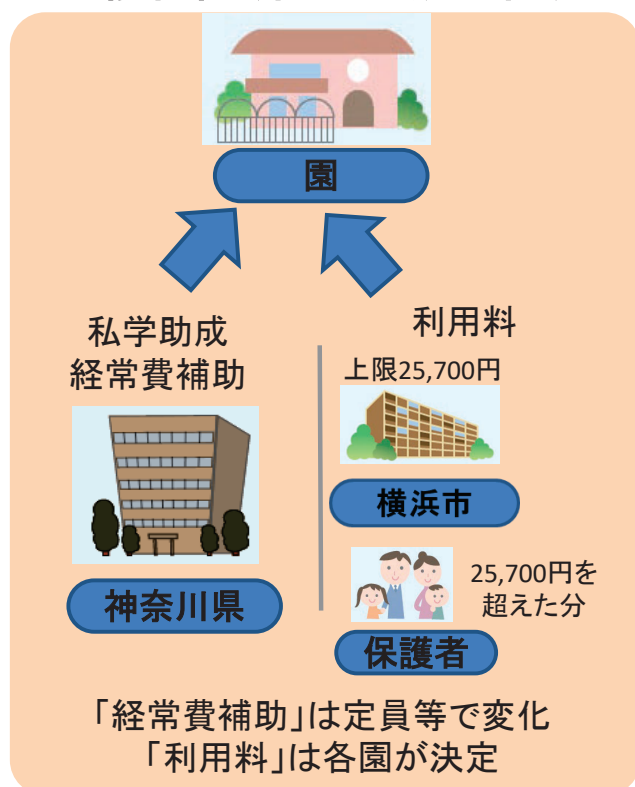 園
私学助成
経常費補助
神奈川県
利用料
上限25,700円
横浜市
25,700円を
超えた分
保護者
「経常費補助」は定員等で変化
「利用料」は各園が決定